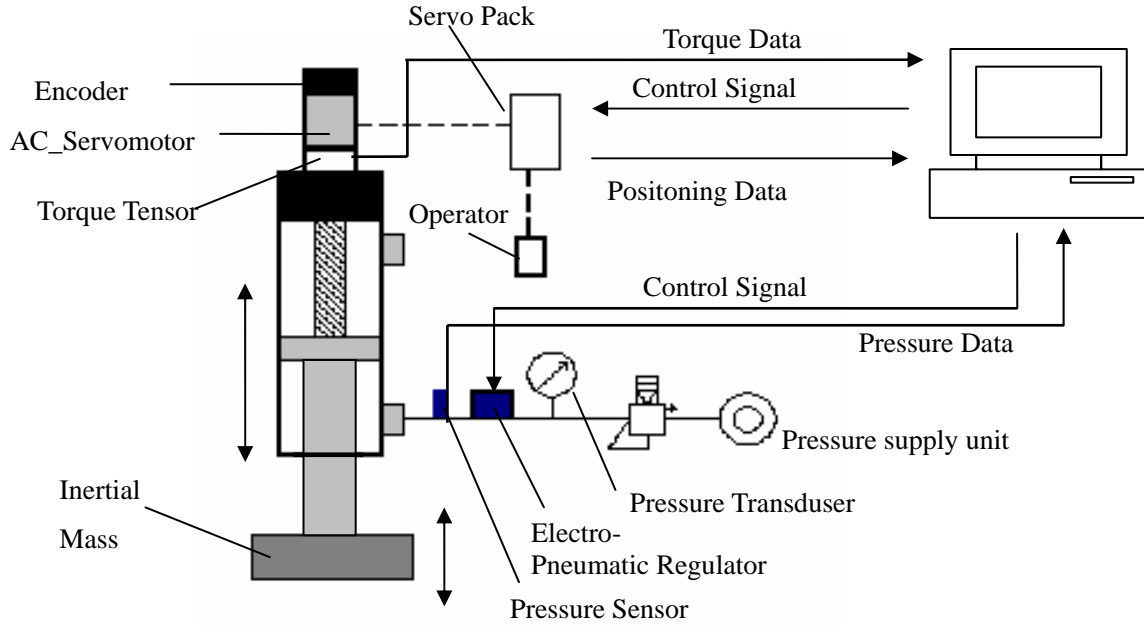 Servo Pack
Torque Data
Encoder
Control Signal
AC_Servomotor
Positoning Data
Torque Tensor
Operator
Control Signal
Pressure Data
Pressure supply unit
Inertial
Mass
Pressure Transduser
Electro-
Pneumatic Regulator
Pressure Sensor